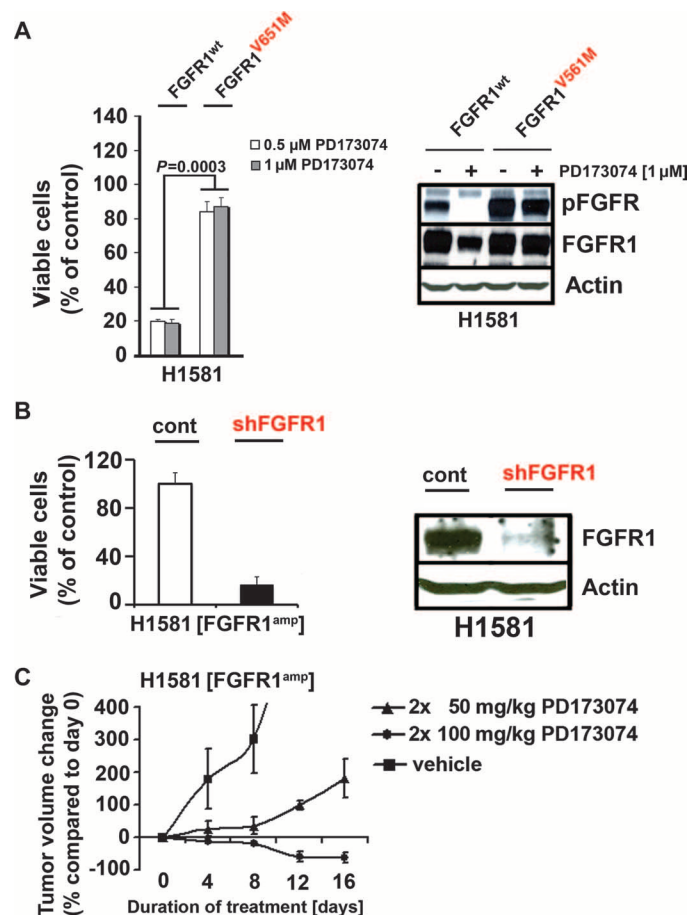 A
FGFR1wt
FGFR1V651M
140
120
100
80
60
40
20
0
Viable cells
(% of control)
P=0.0003
0.5 µM PD173074
1 µM PD173074
H1581
FGFR1wt
FGFR1V561M
- + - + PD173074 [1 µM]
pFGFR
FGFR1
Actin
H1581
B
cont shFGFR1
120
80
40
0
Viable cells
(% of control)
H1581 [FGFR1amp]
cont shFGFR1
FGFR1
Actin
H1581
C
H1581 [FGFR1amp]
400
300
200
100
0
-100
Tumor volume change
(% compared to day 0)
0 4 8 12 16
Duration of treatment [days]
2x 50 mg/kg PD173074
2x 100 mg/kg PD173074
vehicle